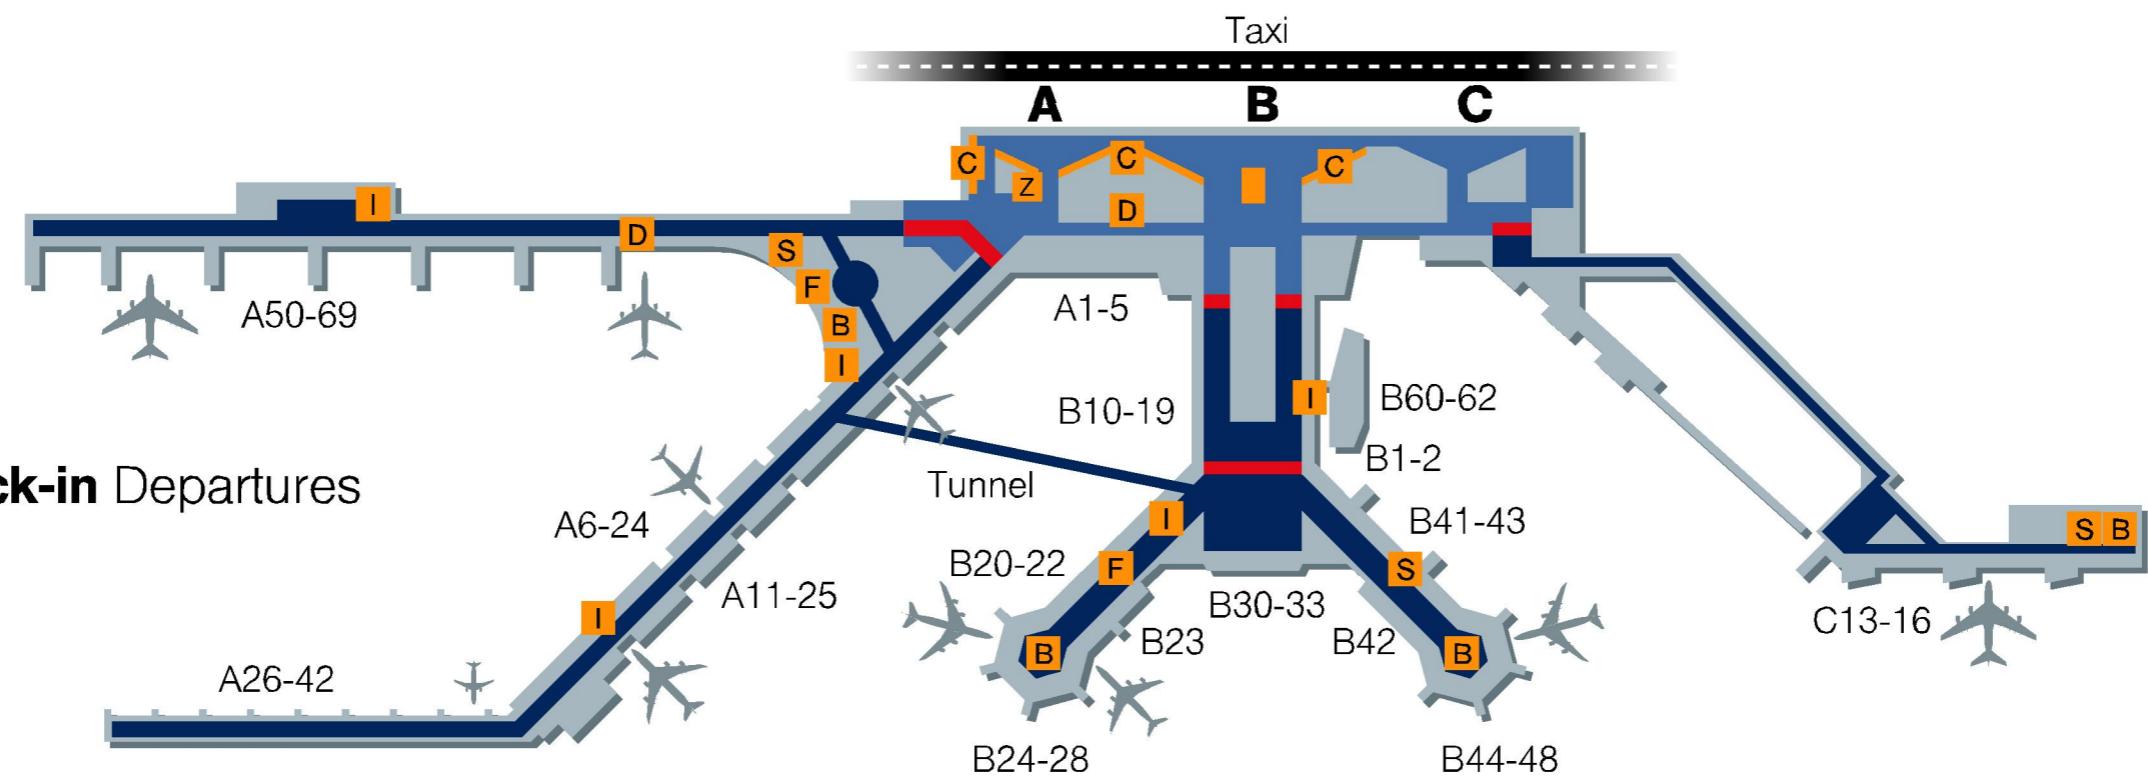 Taxi
A B C
C C C
Z
I D
D
S
F
B
I
A50-69
A1-5
B10-19
I
B60-62
B1-2
Tunnel
ck-in Departures
A6-24
I
B41-43
S B
B20-22
F
S
A11-25
I
B30-33
C13-16
B23
B42
B
B
A26-42
B24-28
B44-48